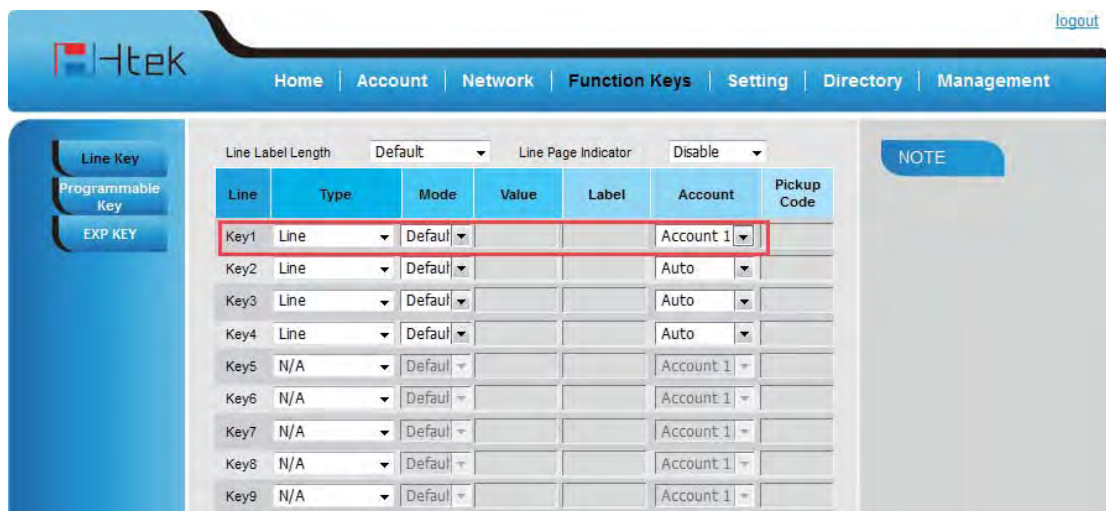 logout
Htek
Home | Account | Network | Function Keys | Setting | Directory | Management
Line Key
Programmable Key
EXP KEY
Line Label Length Default Line Page Indicator Disable
NOTE
Line Type Mode Value Label Account Pickup Code
Key1 Line Defaul Account 1
Key2 Line Defaul Auto
Key3 Line Defaul Auto
Key4 Line Defaul Auto
Key5 N/A Defaul Account 1
Key6 N/A Defaul Account 1
Key7 N/A Defaul Account 1
Key8 N/A Defaul Account 1
Key9 N/A Defaul Account 1